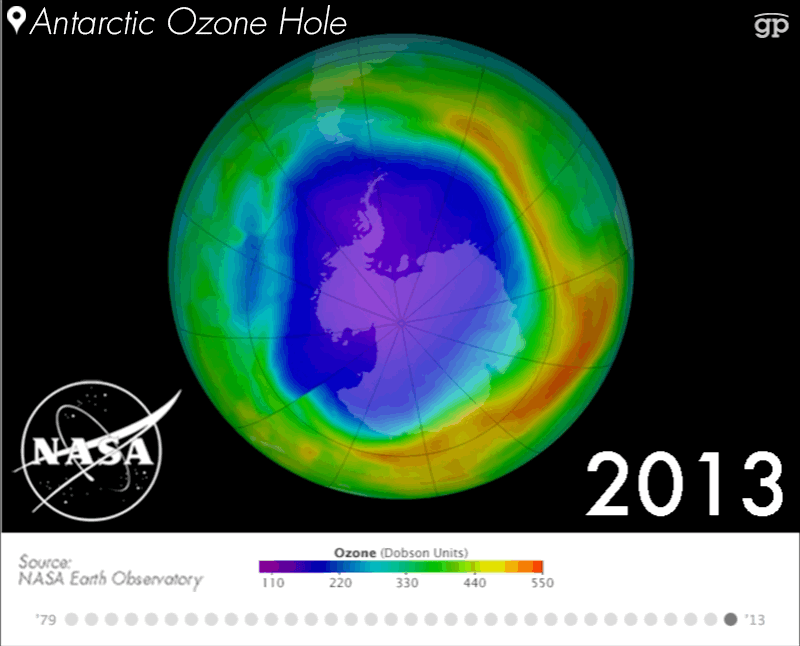 Antarctic Ozone Hole
gp
NASA
2013
Source:
NASA Earth Observatory
Ozone (Dobson Units)
110 220 330 440 550
'79 '13